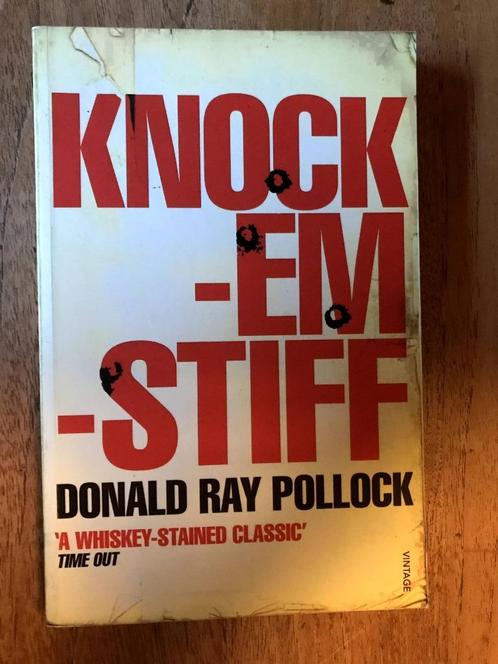 KNOCK
-EM
-STIFF
DONALD RAY POLLOCK
'A WHISKEY-STAINED CLASSIC'
TIME OUT
VINTAGE